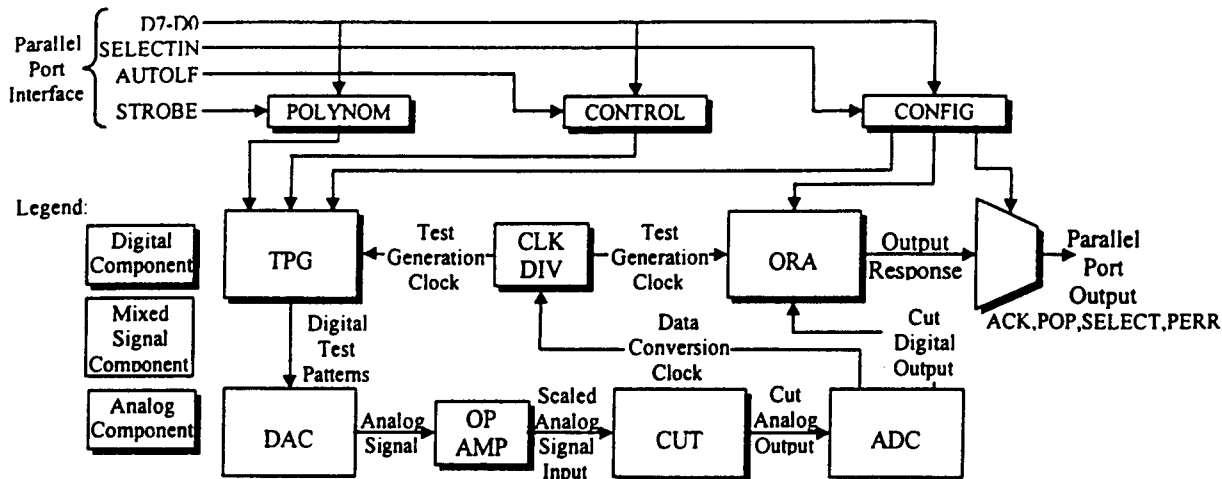 Parallel
Port
Interface
D7-D0
SELECTIN
AUTOLF
STROBE
POLYNOM
CONTROL
CONFIG
Legend:
Digital
Component
Mixed
Signal
Component
Analog
Component
TPG
Test
Generation
Clock
CLK
DIV
Test
Generation
Clock
ORA
Output
Response
Parallel
Port
Output
ACK,POP,SELECT,PERR
Digital
Test
Patterns
Data
Conversion
Clock
Cut
Digital
Output
DAC
Analog
Signal
OP
AMP
Scaled
Analog
Signal
Input
CUT
Cut
Analog
Output
ADC